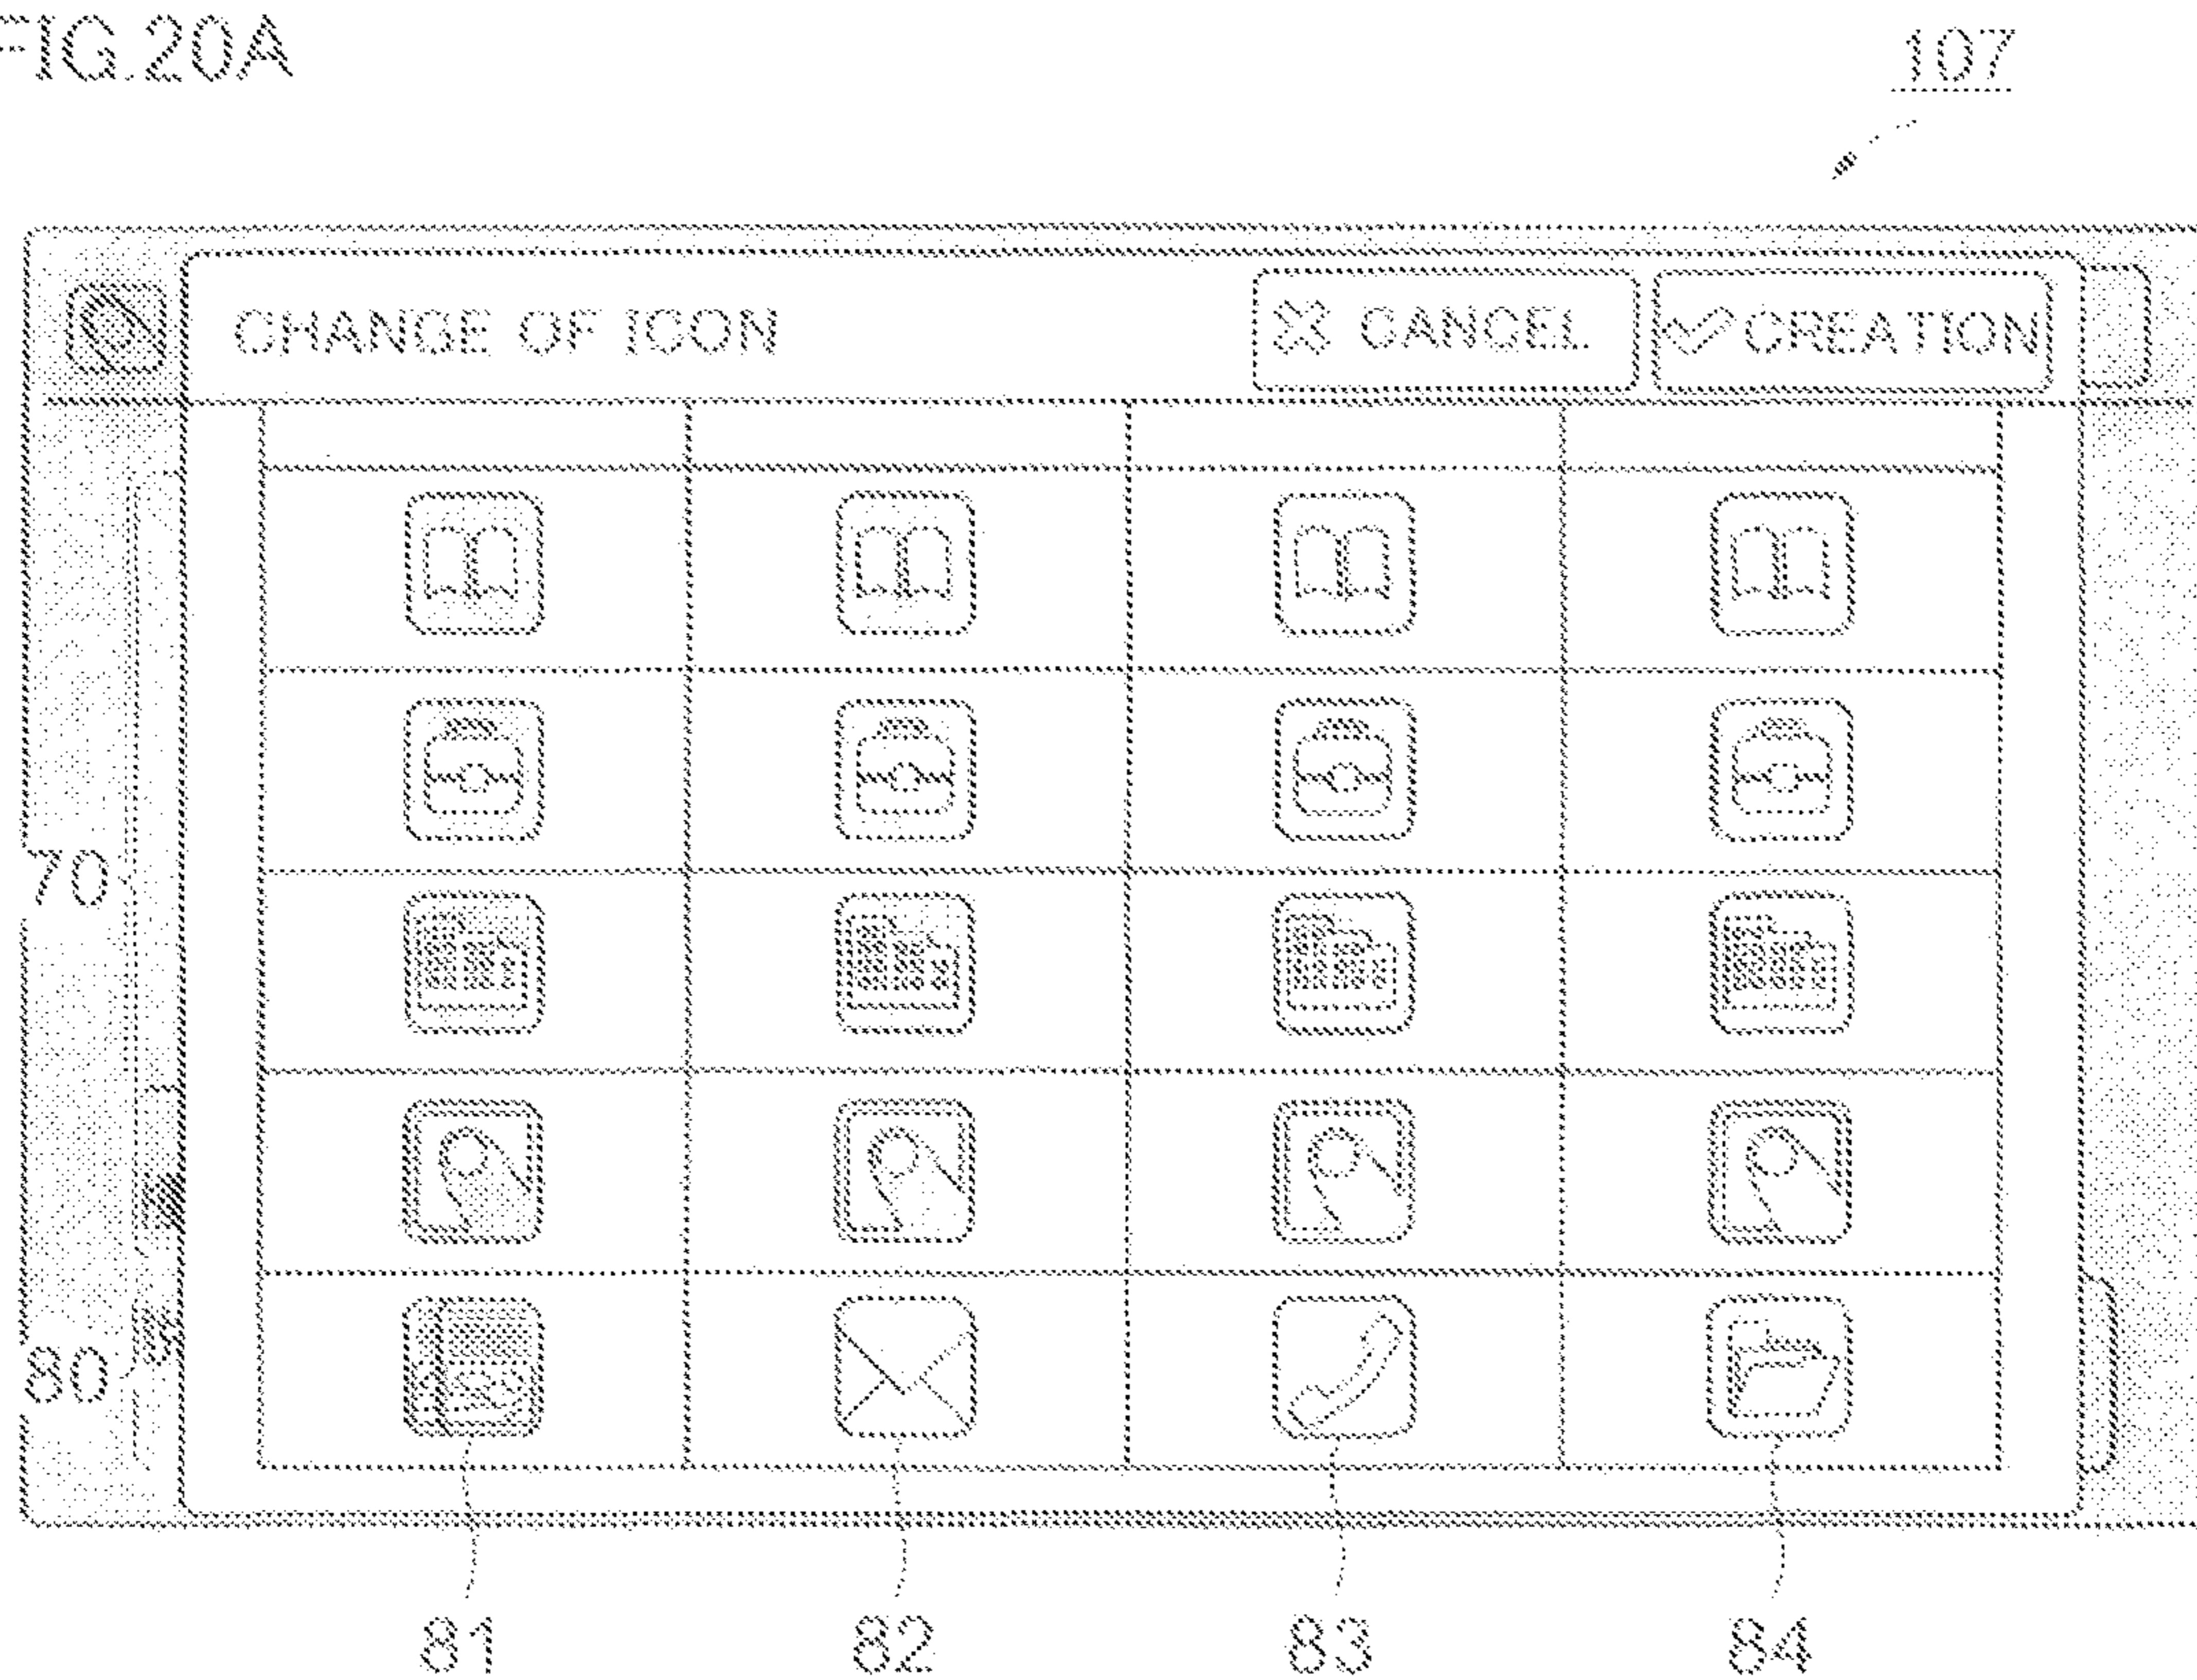 FIG.20A
107
CHANGE OF ICON
CANCEL
CREATION
70
80
81 82 83 84